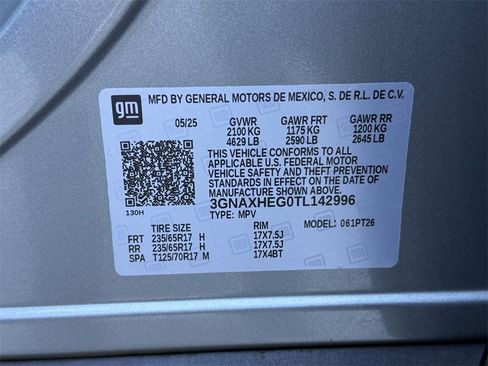 gm MFD BY GENERAL MOTORS DE MEXICO, S. DE R.L. DE C.V.
05/25 GVWR GAWR FRT GAWR RR
2100 KG 1175 KG 1200 KG
4629 LB 2590 LB 2645 LB
THIS VEHICLE CONFORMS TO ALL
APPLICABLE U.S. FEDERAL MOTOR
VEHICLE SAFETY AND THEFT
PREVENTION STANDARDS IN
EFFECT ON THE DATE OF
MANUFACTURE SHOWN ABOVE.
3GNAXHEG0TL142996
130H TYPE: MPV
TIRE SIZE RIM MODEL: 061PT26
FRT 235/65R17 H 17X7.5J
RR 235/65R17 H 17X7.5J
SPA T125/70R17 M 17X4BT